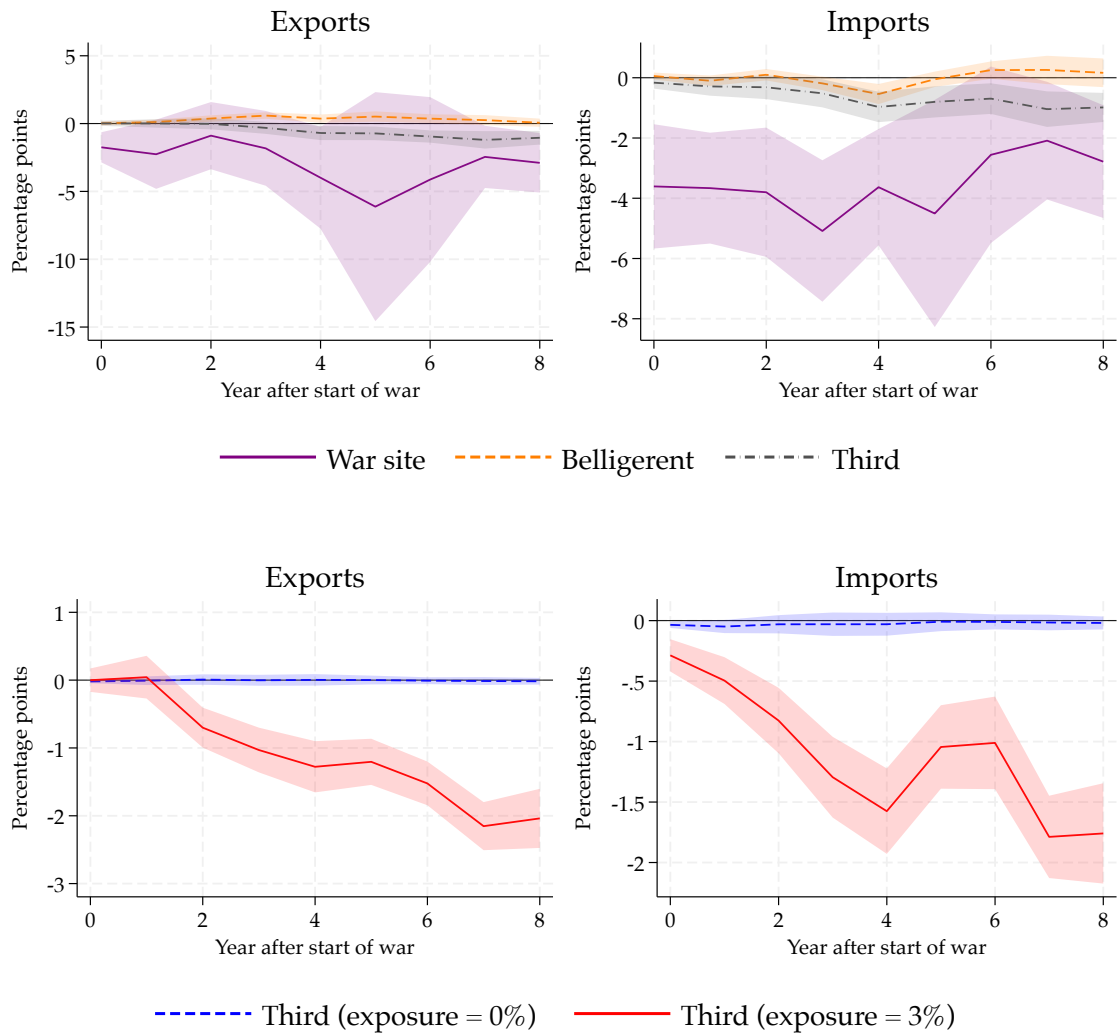 Exports
Imports
Percentage points
5
0
-5
-10
-15
0 2 4 6 8
Year after start of war
Percentage points
0
-2
-4
-6
-8
0 2 4 6 8
Year after start of war
War site Belligerent Third
Exports
Imports
Percentage points
1
0
-1
-2
-3
0 2 4 6 8
Year after start of war
Percentage points
0
-.5
-1
-1.5
-2
0 2 4 6 8
Year after start of war
Third (exposure = 0%) Third (exposure = 3%)